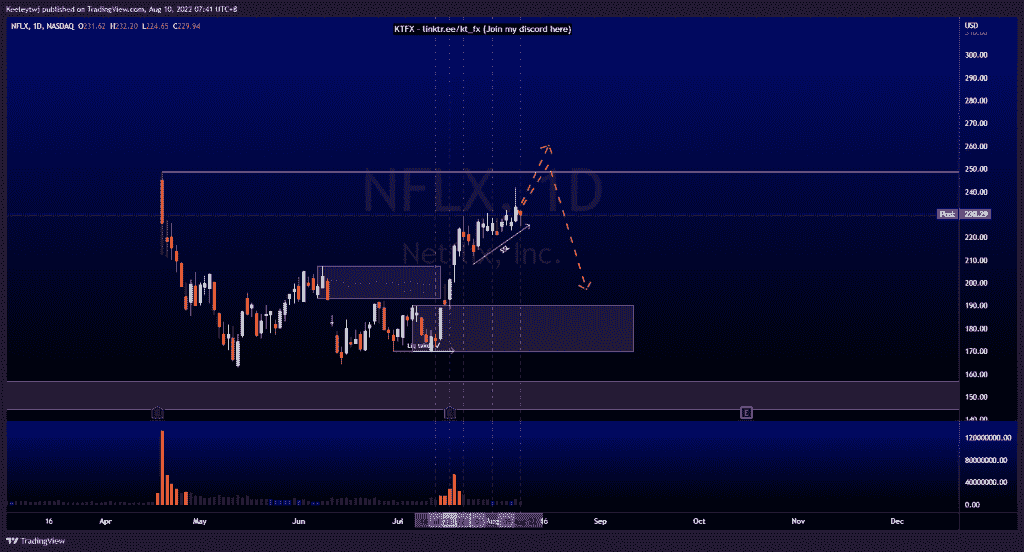 Keeleytwj published on TradingView.com, Aug 10, 2022 07:41 UTC+8
NFLX, 1D, NASDAQ O231.62 H232.20 L224.65 C229.94
KTFX - linktr.ee/kt_fx (Join my discord here)
USD
310.00
300.00
290.00
280.00
270.00
260.00
250.00
240.00
Post 230.29
220.00
210.00
200.00
190.00
180.00
170.00
160.00
150.00
140.00
NFLX, 1D
Netflix, Inc.
E
12000000.00
80000000.00
40000000.00
0.00
16 Apr May Jun Jul Aug 16 Sep Oct Nov Dec
TradingView